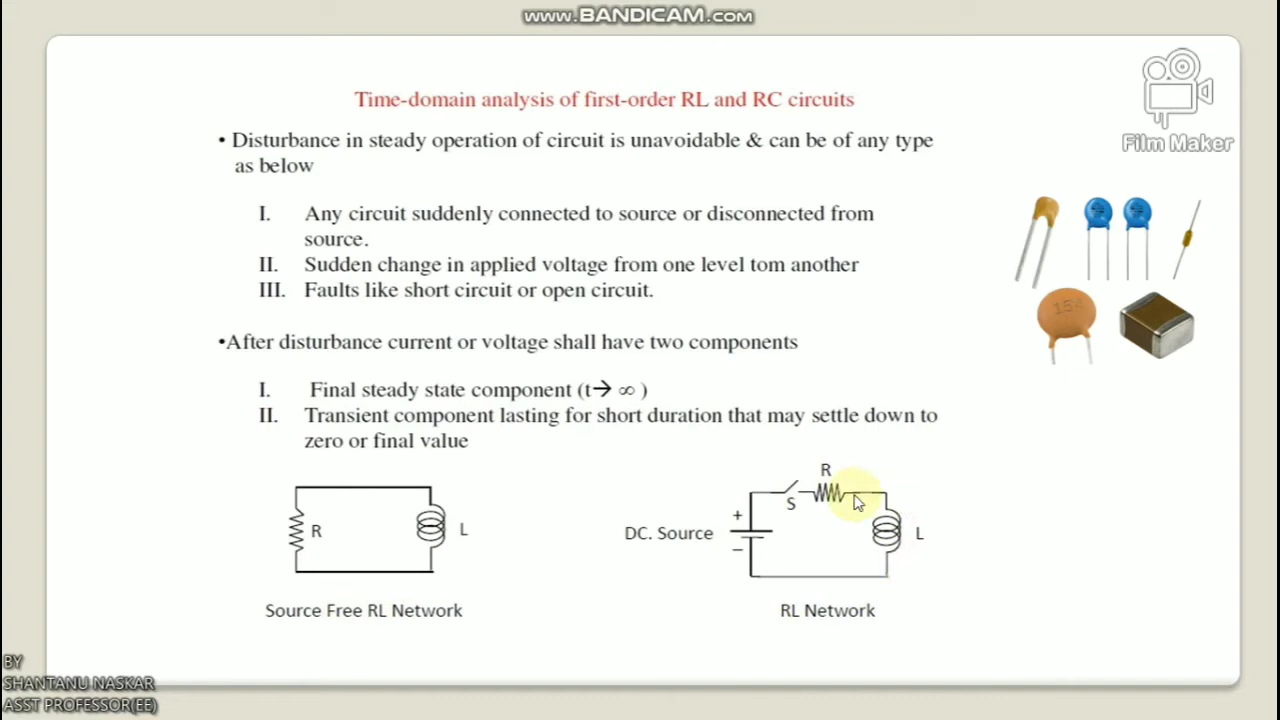 www.BANDICAM.com
Film Maker
Time-domain analysis of first-order RL and RC circuits
• Disturbance in steady operation of circuit is unavoidable & can be of any type
as below
I. Any circuit suddenly connected to source or disconnected from
source.
II. Sudden change in applied voltage from one level tom another
III. Faults like short circuit or open circuit.
•After disturbance current or voltage shall have two components
I. Final steady state component (t→ ∞ )
II. Transient component lasting for short duration that may settle down to
zero or final value
R
L
Source Free RL Network
DC. Source
+
−
S
R
L
RL Network
154
BY
SHANTANU NASKAR
ASST PROFESSOR(EE)